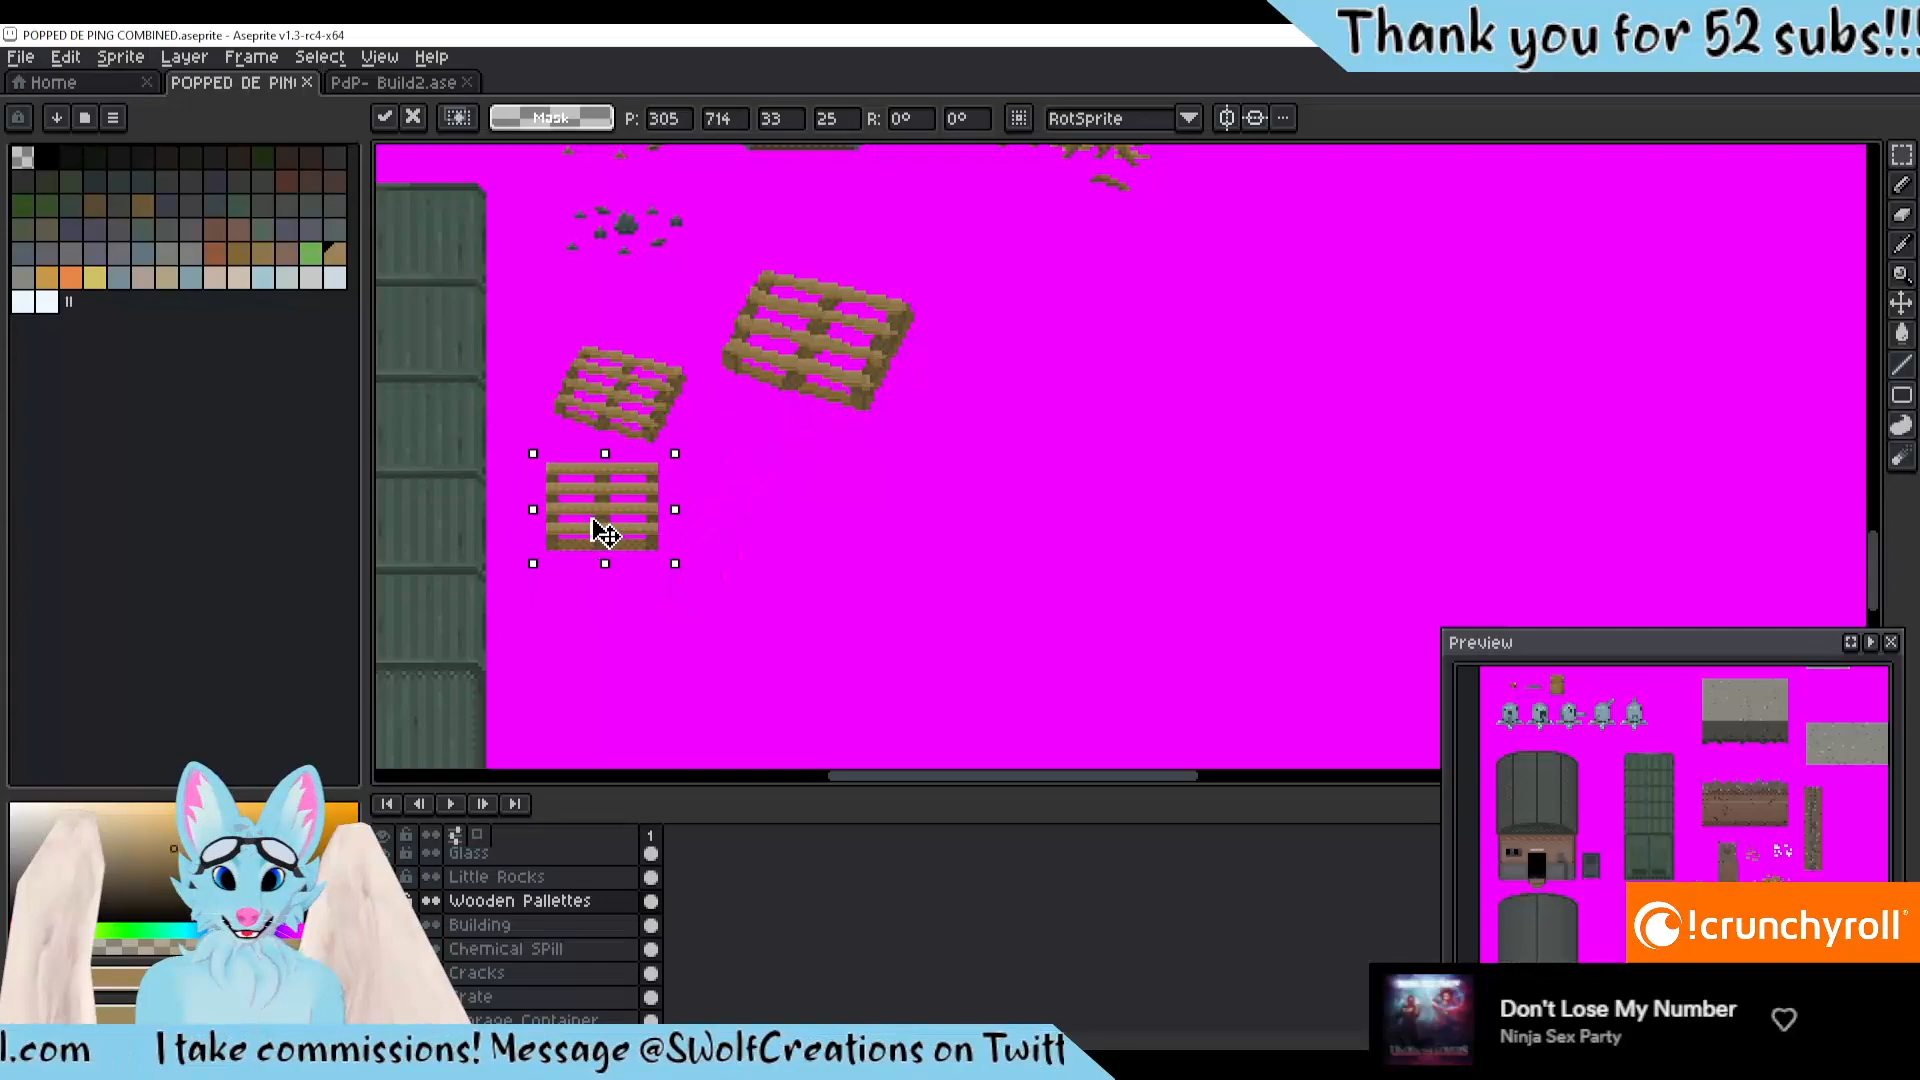 Thank you for 52 subs!!!
POPPED DE PING COMBINED.aseprite - Aseprite v1.3-rc4-x64
File Edit Sprite Layer Frame Select View Help
Home POPPED DE PIN PdP- Build2.ase
Mask P: 305 714 33 25 R: 0° 0° RotSprite
Preview
1
Glass
Little Rocks
Wooden Pallettes
Building
Chemical SPill
Cracks
!crunchyroll
Don't Lose My Number
Ninja Sex Party
l.com I take commissions! Message @SWolfCreations on Twitt